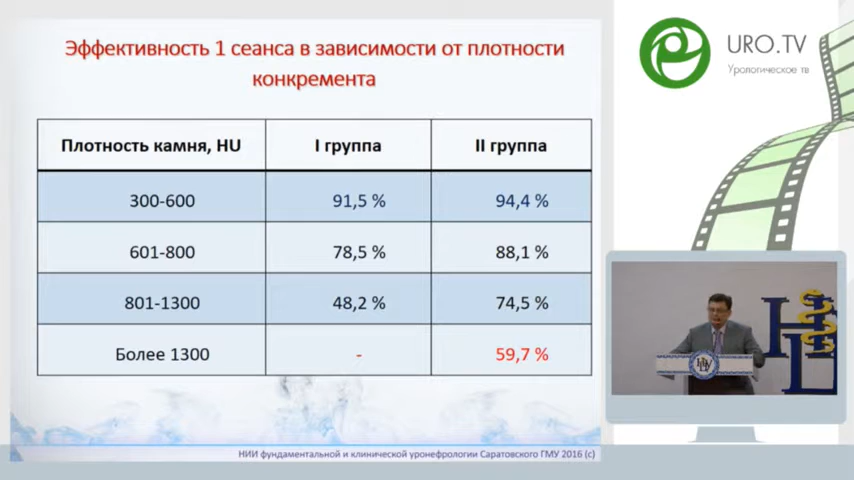 Эффективность 1 сеанса в зависимости от плотности
конкремента
Плотность камня, HU I группа II группа
300-600 91,5 % 94,4 %
601-800 78,5 % 88,1 %
801-1300 48,2 % 74,5 %
Более 1300 - 59,7 %
НИИ фундаментальной и клинической уронефрологии Саратовского ГМУ 2016 (с)
URO.TV
Урологическое тв